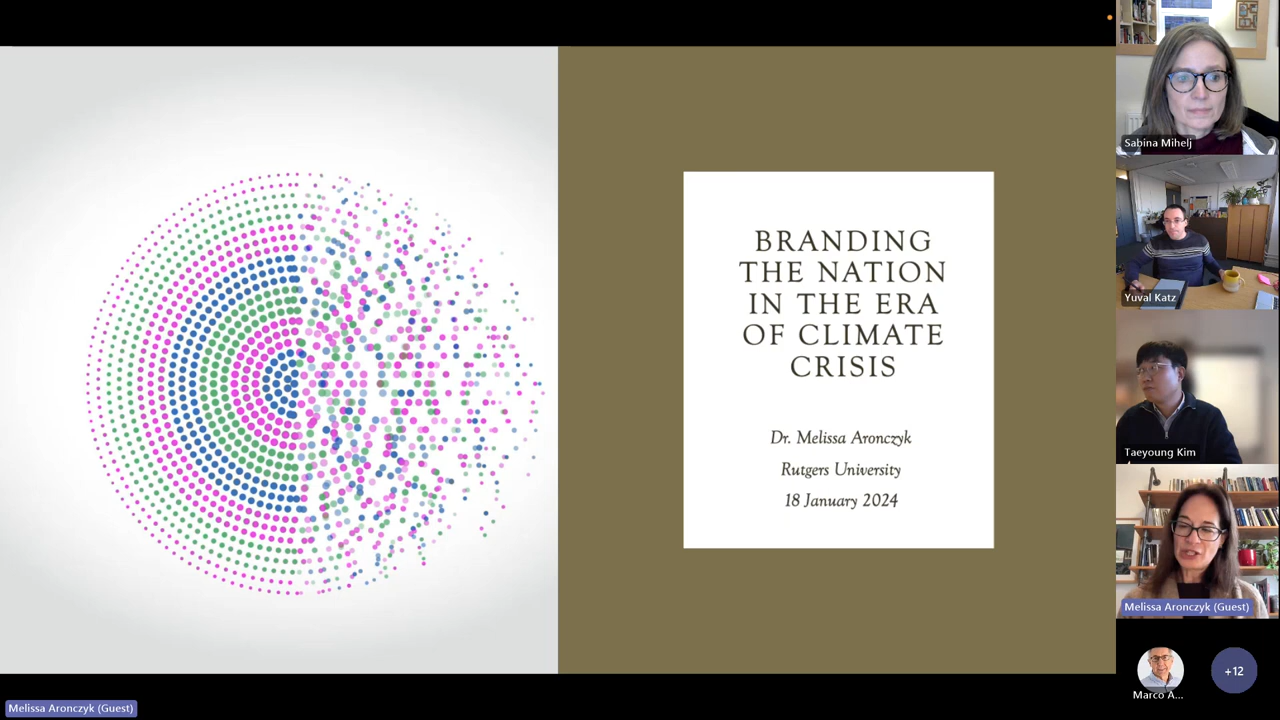 BRANDING
THE NATION
IN THE ERA
OF CLIMATE
CRISIS
Dr. Melissa Aronczyk
Rutgers University
18 January 2024
Sabina Mihelj
Yuval Katz
Taeyoung Kim
Melissa Aronczyk (Guest)
Marco A...
+12
Melissa Aronczyk (Guest)